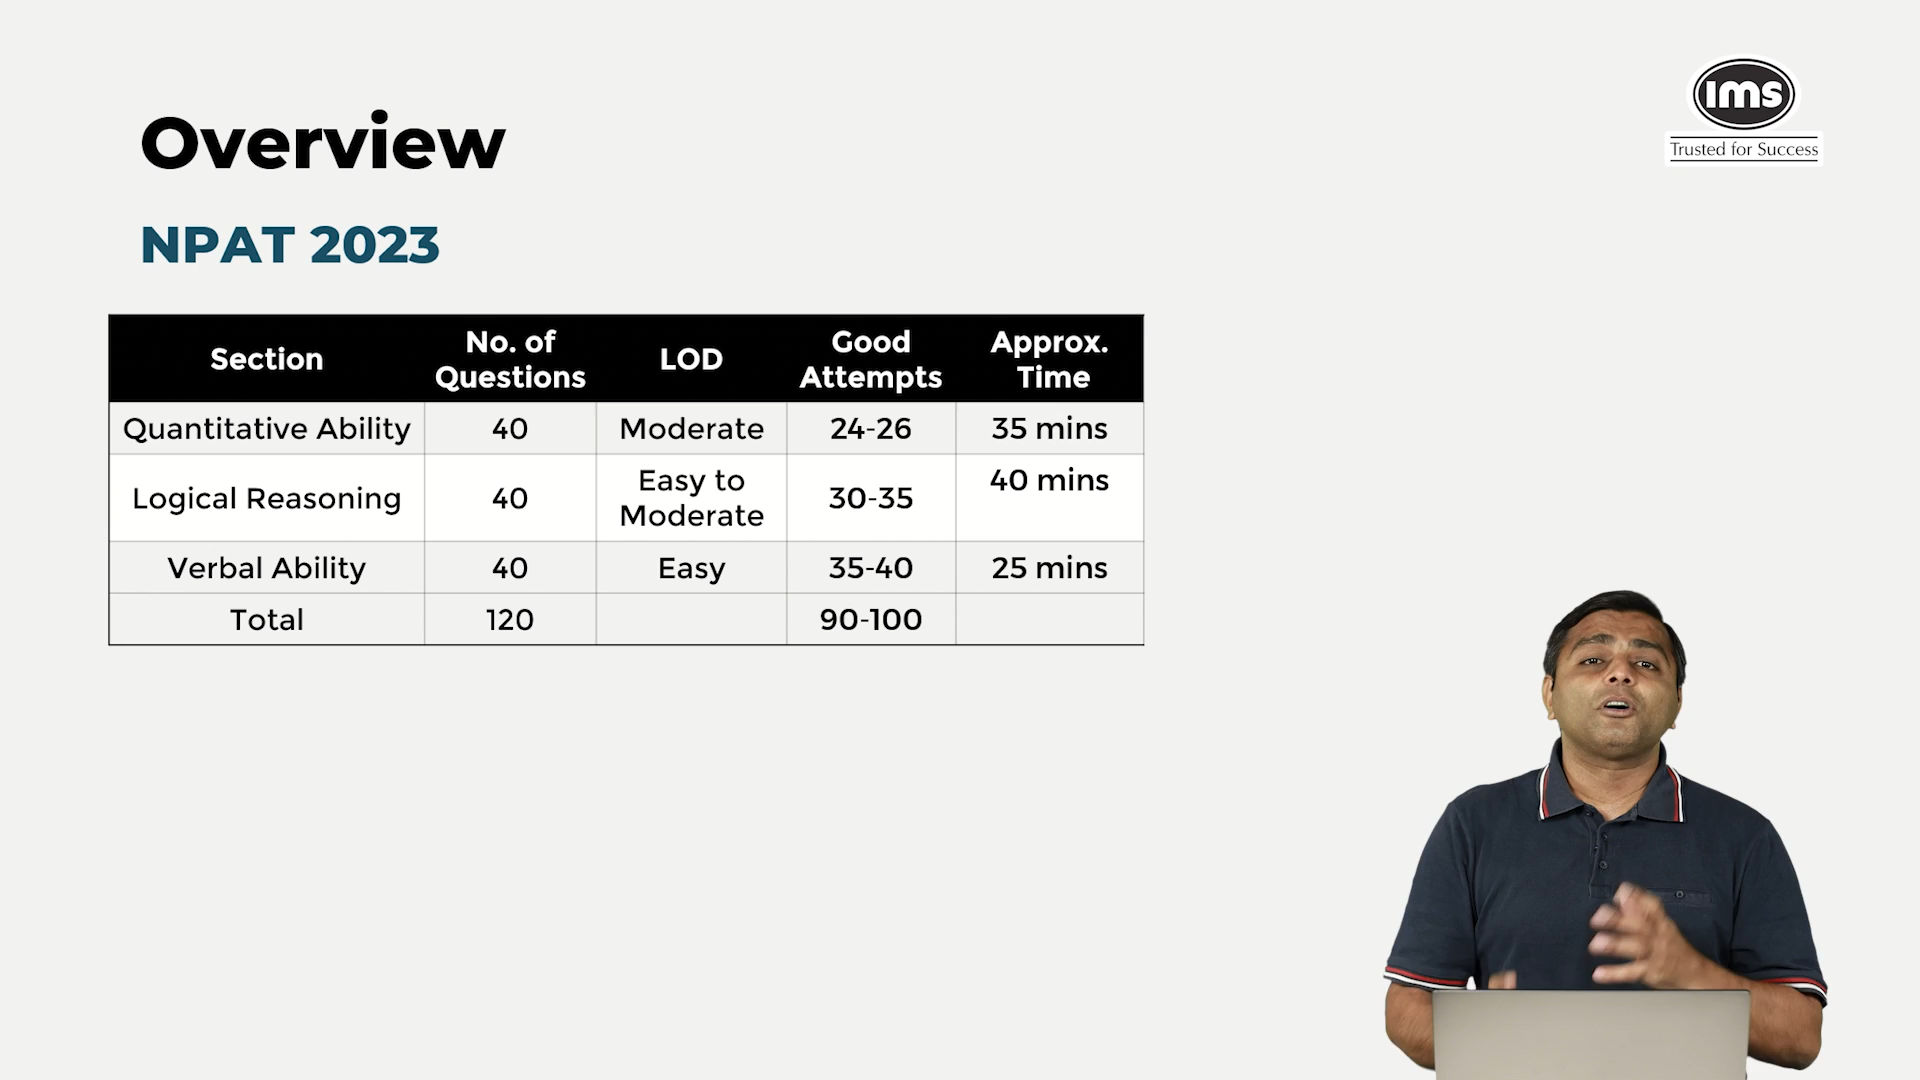 ims
Trusted for Success
Overview
NPAT 2023
Section No. of Questions LOD Good Attempts Approx. Time
Quantitative Ability 40 Moderate 24-26 35 mins
Logical Reasoning 40 Easy to Moderate 30-35 40 mins
Verbal Ability 40 Easy 35-40 25 mins
Total 120 90-100